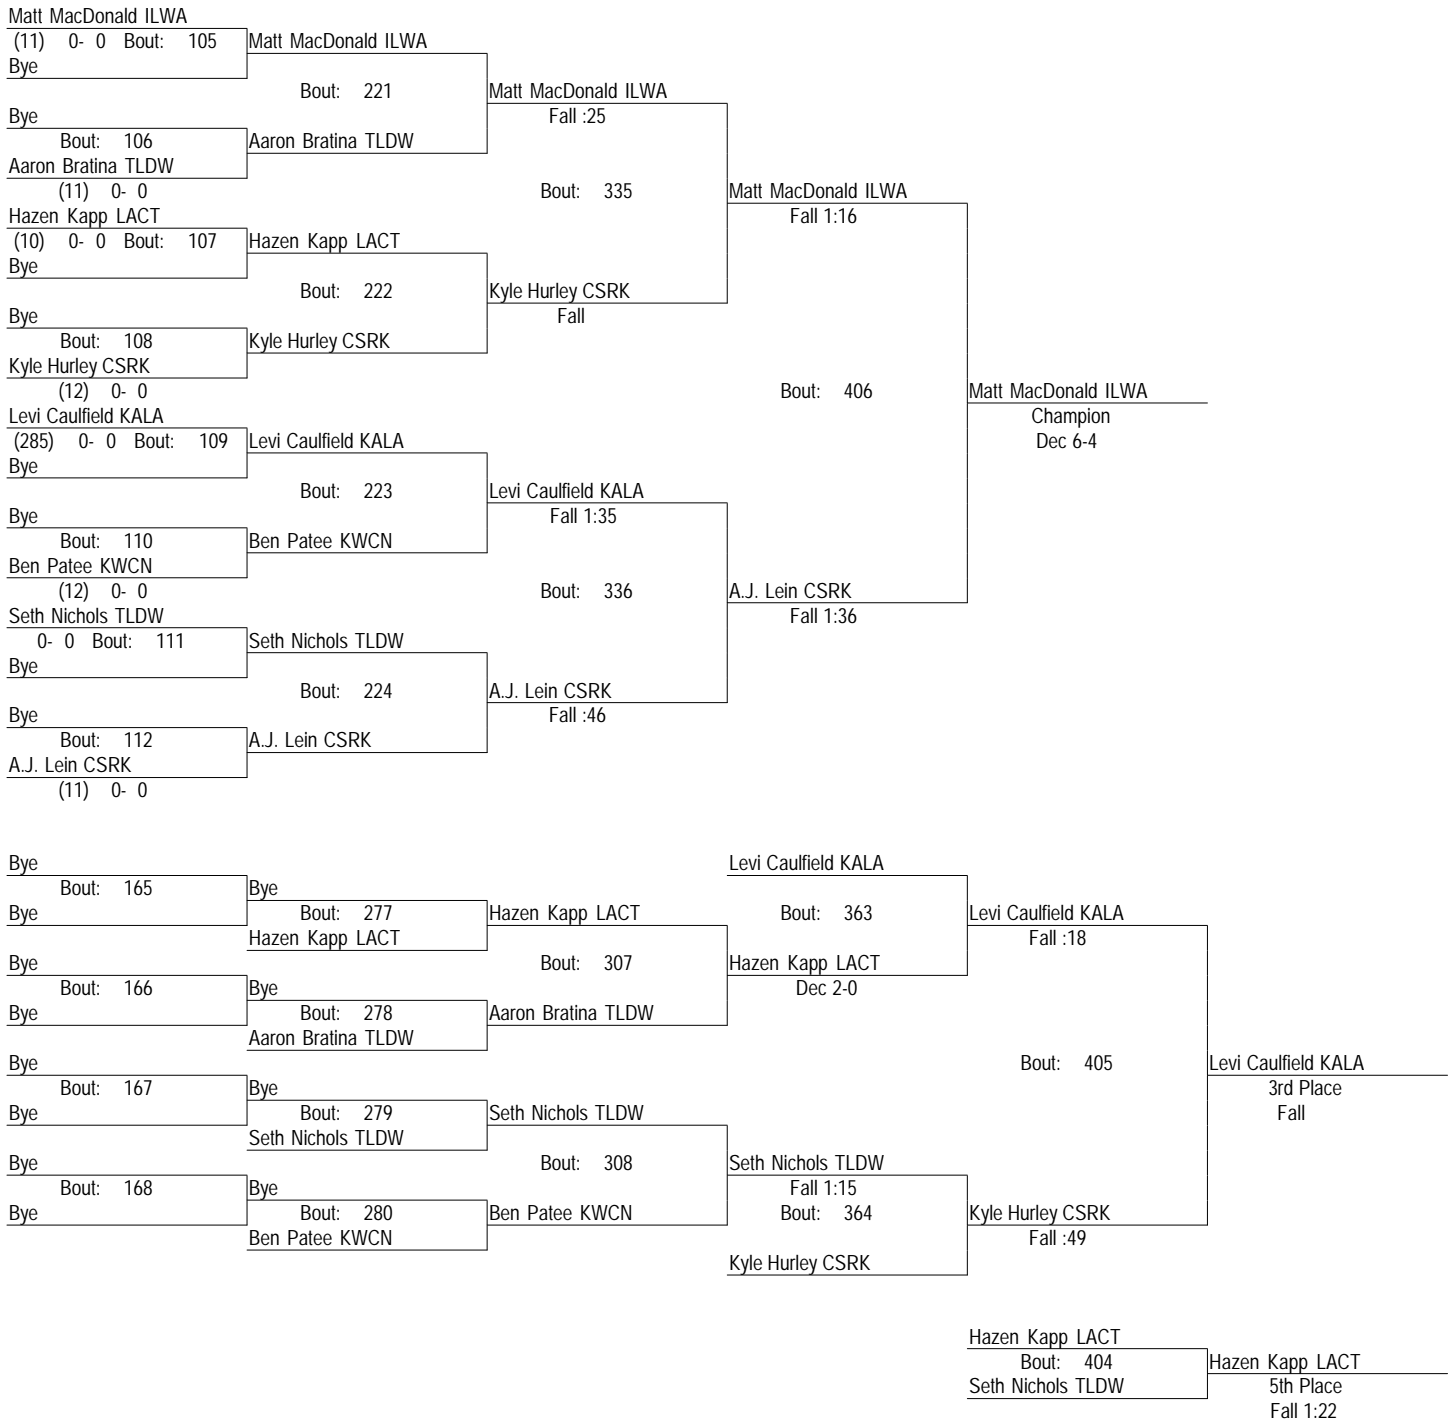 Matt MacDonald ILWA
(11) 0- 0 Bout: 105 Matt MacDonald ILWA
Bye
Bout: 221 Matt MacDonald ILWA
Bye Fall :25
Bout: 106 Aaron Bratina TLDW
Aaron Bratina TLDW
(11) 0- 0 Bout: 335 Matt MacDonald ILWA
Hazen Kapp LACT Fall 1:16
(10) 0- 0 Bout: 107 Hazen Kapp LACT
Bye
Bout: 222 Kyle Hurley CSRK
Bye Fall
Bout: 108 Kyle Hurley CSRK
Kyle Hurley CSRK
(12) 0- 0 Bout: 406 Matt MacDonald ILWA
Levi Caulfield KALA Champion
(285) 0- 0 Bout: 109 Levi Caulfield KALA Dec 6-4
Bye
Bout: 223 Levi Caulfield KALA
Bye Fall 1:35
Bout: 110 Ben Patee KWCN
Ben Patee KWCN
(12) 0- 0 Bout: 336 A.J. Lein CSRK
Seth Nichols TLDW Fall 1:36
0- 0 Bout: 111 Seth Nichols TLDW
Bye
Bout: 224 A.J. Lein CSRK
Bye Fall :46
Bout: 112 A.J. Lein CSRK
A.J. Lein CSRK
(11) 0- 0
Bye Levi Caulfield KALA
Bout: 165 Bye
Bye Bout: 277 Hazen Kapp LACT Bout: 363 Levi Caulfield KALA
Hazen Kapp LACT Fall :18
Bye Bout: 307 Hazen Kapp LACT
Bout: 166 Bye Dec 2-0
Bye Bout: 278 Aaron Bratina TLDW
Aaron Bratina TLDW
Bye Bout: 405 Levi Caulfield KALA
Bout: 167 Bye 3rd Place
Bye Bout: 279 Seth Nichols TLDW Fall
Seth Nichols TLDW
Bye Bout: 308 Seth Nichols TLDW
Bout: 168 Bye Fall 1:15
Bye Bout: 280 Ben Patee KWCN Bout: 364 Kyle Hurley CSRK
Ben Patee KWCN Fall :49
Kyle Hurley CSRK
Hazen Kapp LACT
Bout: 404 Hazen Kapp LACT
Seth Nichols TLDW 5th Place
Fall 1:22